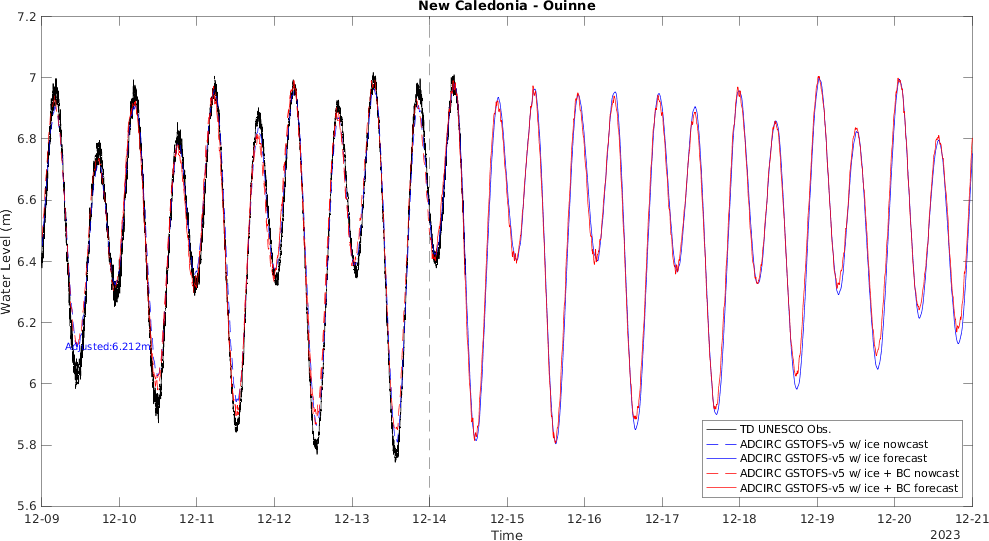 New Caledonia - Ouinne
7.2
7
6.8
6.6
6.4
6.2
6
5.8
5.6
Water Level (m)
Adjusted:6.212m
TD UNESCO Obs.
ADCIRC GSTOFS-v5 w/ ice nowcast
ADCIRC GSTOFS-v5 w/ ice forecast
ADCIRC GSTOFS-v5 w/ ice + BC nowcast
ADCIRC GSTOFS-v5 w/ ice + BC forecast
12-09 12-10 12-11 12-12 12-13 12-14 12-15 12-16 12-17 12-18 12-19 12-20 12-21
Time
2023